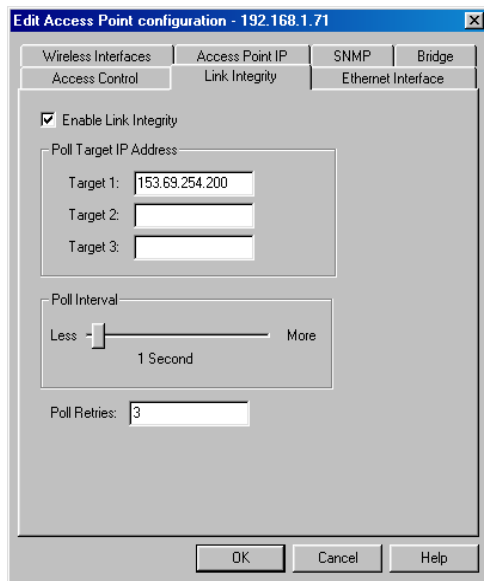 Edit Access Point configuration - 192.168.1.71
Wireless Interfaces Access Point IP SNMP Bridge
Access Control Link Integrity Ethernet Interface
Enable Link Integrity
Poll Target IP Address
Target 1: 153.69.254.200
Target 2:
Target 3:
Poll Interval
Less More
1 Second
Poll Retries: 3
OK Cancel Help